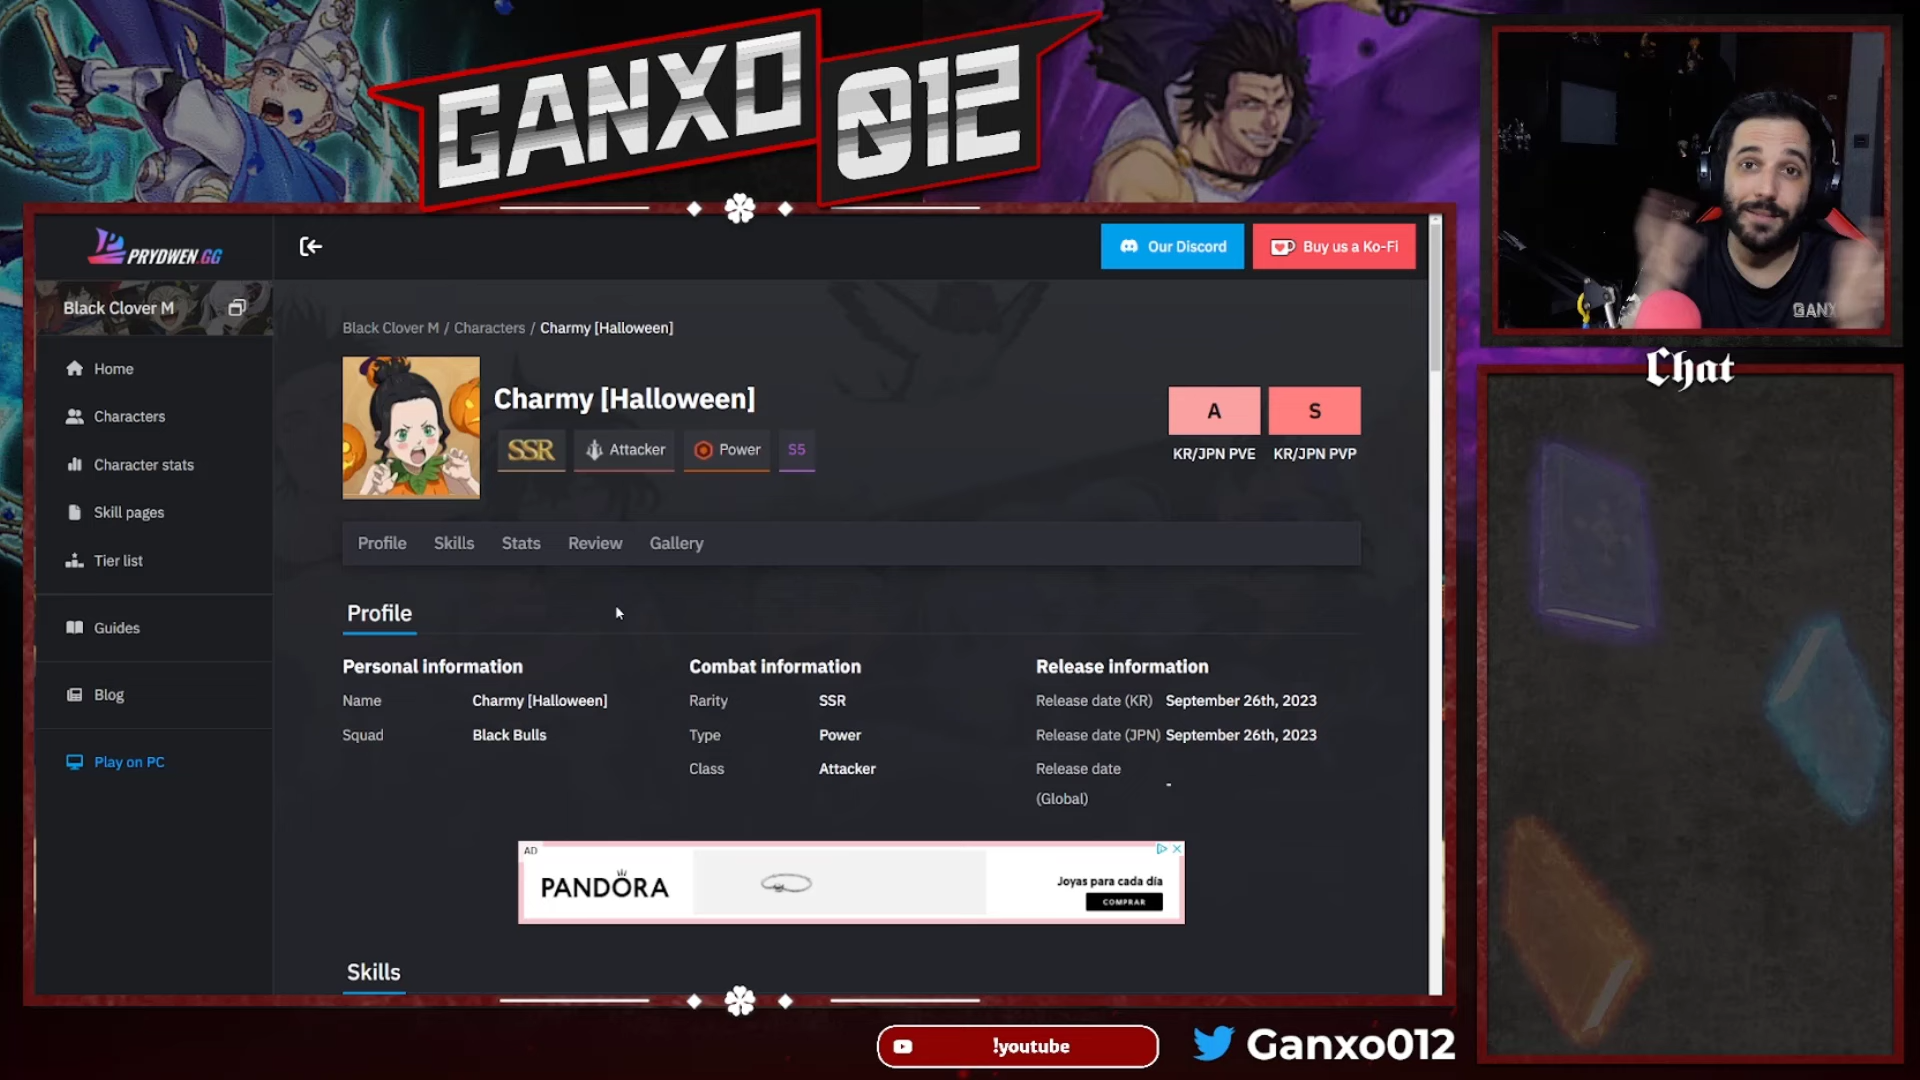 GANXO
012
PRYDWEN.GG
Our Discord
Buy us a Ko-Fi
GANX
Black Clover M
Black Clover M / Characters / Charmy [Halloween]
Chat
Home
Characters
Character stats
Skill pages
Tier list
Guides
Blog
Play on PC
Charmy [Halloween]
SSR
Attacker
Power
S5
A
S
KR/JPN PVE
KR/JPN PVP
Profile
Skills
Stats
Review
Gallery
Profile
Personal information
Name Charmy [Halloween]
Squad Black Bulls
Combat information
Rarity SSR
Type Power
Class Attacker
Release information
Release date (KR) September 26th, 2023
Release date (JPN) September 26th, 2023
Release date
(Global) -
AD
PANDÖRA
Joyas para cada día
COMPRAR
Skills
!youtube
Ganxo012